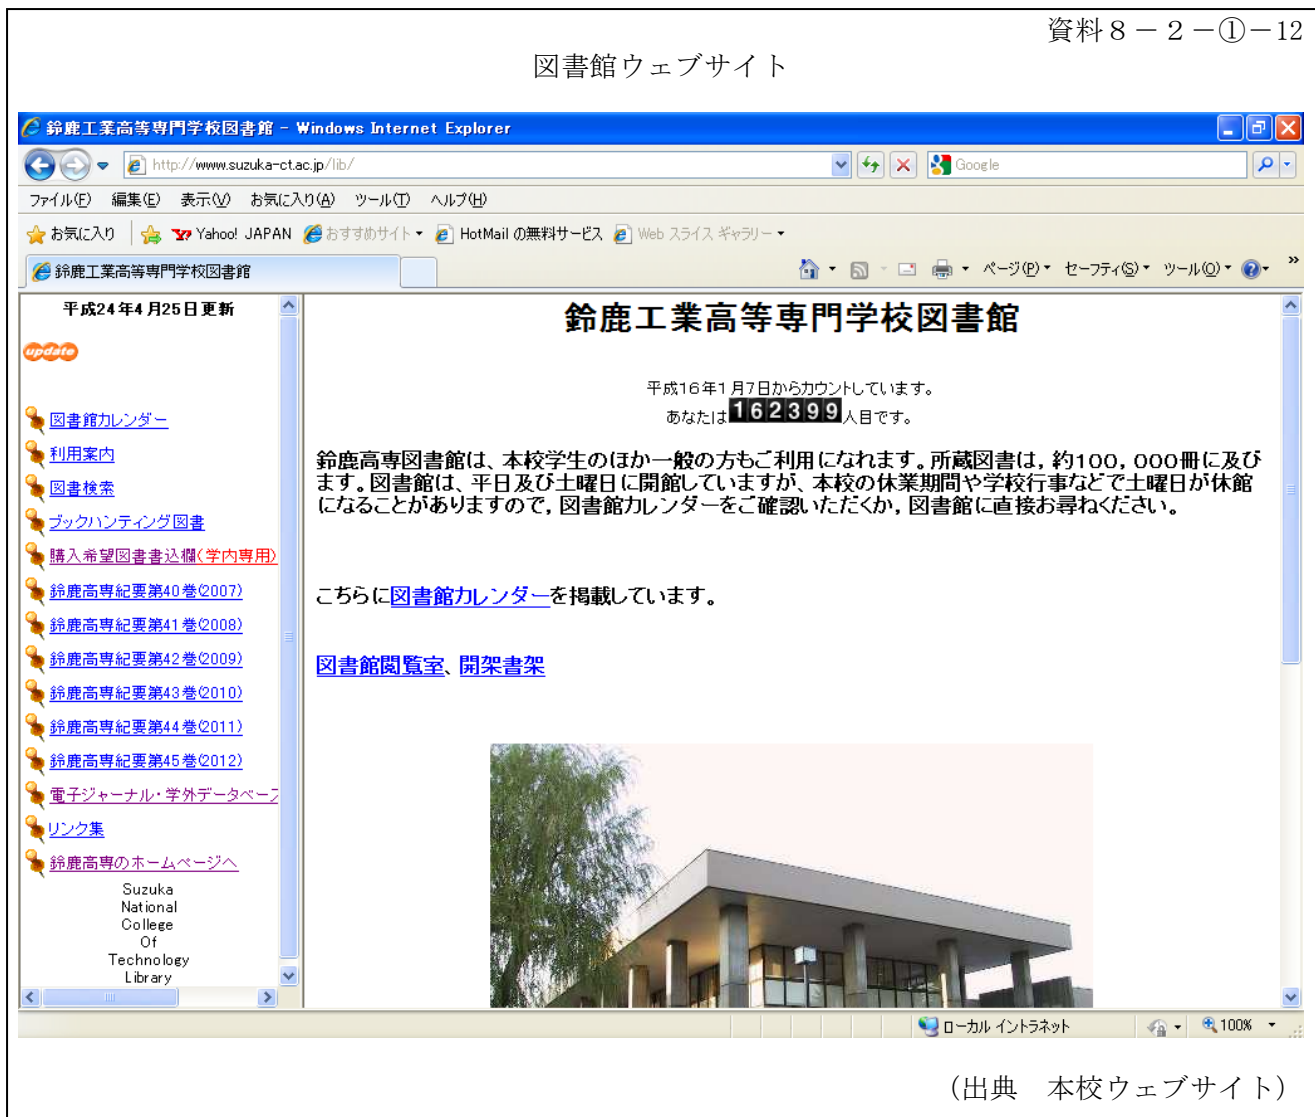 資料８－２－①－12
図書館ウェブサイト
鈴鹿工業高等専門学校図書館 - Windows Internet Explorer
http://www.suzuka-ct.ac.jp/lib/
Google
ファイル(F) 編集(E) 表示(V) お気に入り(A) ツール(T) ヘルプ(H)
お気に入り Yahoo! JAPAN おすすめサイト HotMail の無料サービス Web スライス ギャラリー
鈴鹿工業高等専門学校図書館
ページ(P) セーフティ(S) ツール(O) »
平成24年4月25日更新
update
図書館カレンダー
利用案内
図書検索
ブックハンティング図書
購入希望図書書込欄(学内専用)
鈴鹿高専紀要第40巻(2007)
鈴鹿高専紀要第41巻(2008)
鈴鹿高専紀要第42巻(2009)
鈴鹿高専紀要第43巻(2010)
鈴鹿高専紀要第44巻(2011)
鈴鹿高専紀要第45巻(2012)
電子ジャーナル・学外データベース
リンク集
鈴鹿高専のホームページへ
Suzuka
National
College
Of
Technology
Library
鈴鹿工業高等専門学校図書館
平成16年1月7日からカウントしています。
あなたは162399人目です。
鈴鹿高専図書館は、本校学生のほか一般の方もご利用になれます。所蔵図書は，約100，000冊に及び
ます。図書館は、平日及び土曜日に開館していますが、本校の休業期間や学校行事などで土曜日が休館
になることがありますので，図書館カレンダーをご確認いただくか，図書館に直接お尋ねください。
こちらに図書館カレンダーを掲載しています。
図書館閲覧室、開架書架
ローカル イントラネット
100%
（出典　本校ウェブサイト）